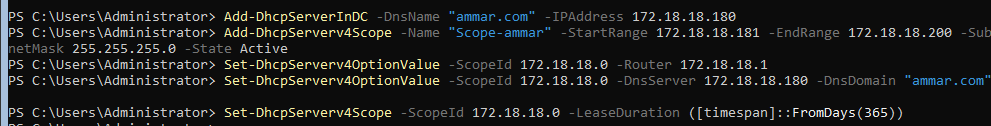 PS C:\Users\Administrator> Add-DhcpServerInDC -DnsName "ammar.com" -IPAddress 172.18.18.180
PS C:\Users\Administrator> Add-DhcpServerv4Scope -Name "Scope-ammar" -StartRange 172.18.18.181 -EndRange 172.18.18.200 -Sub
netMask 255.255.255.0 -State Active
PS C:\Users\Administrator> Set-DhcpServerv4OptionValue -ScopeId 172.18.18.0 -Router 172.18.18.1
PS C:\Users\Administrator> Set-DhcpServerv4OptionValue -ScopeId 172.18.18.0 -DnsServer 172.18.18.180 -DnsDomain "ammar.com"
PS C:\Users\Administrator> Set-DhcpServerv4Scope -ScopeId 172.18.18.0 -LeaseDuration ([timespan]::FromDays(365))